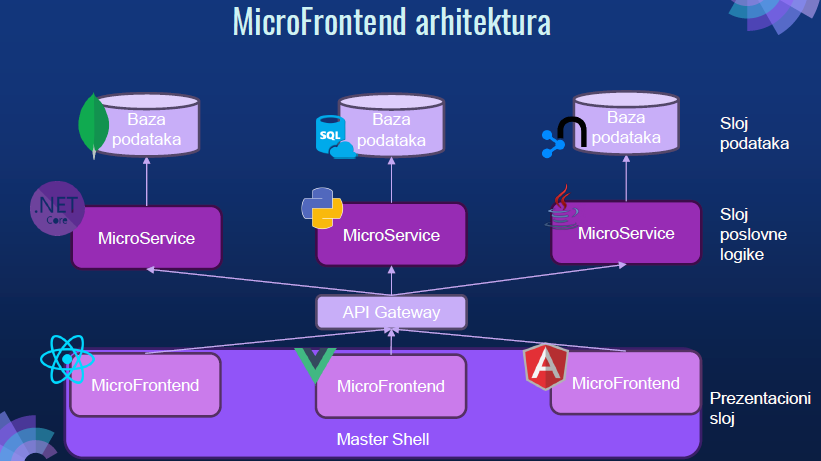 MicroFrontend arhitektura
Baza
podataka
Baza
podataka
Baza
podataka
SQL
Sloj
podataka
.NET
Core
MicroService
MicroService
MicroService
Sloj
poslovne
logike
API Gateway
MicroFrontend
MicroFrontend
MicroFrontend
Master Shell
Prezentacioni
sloj